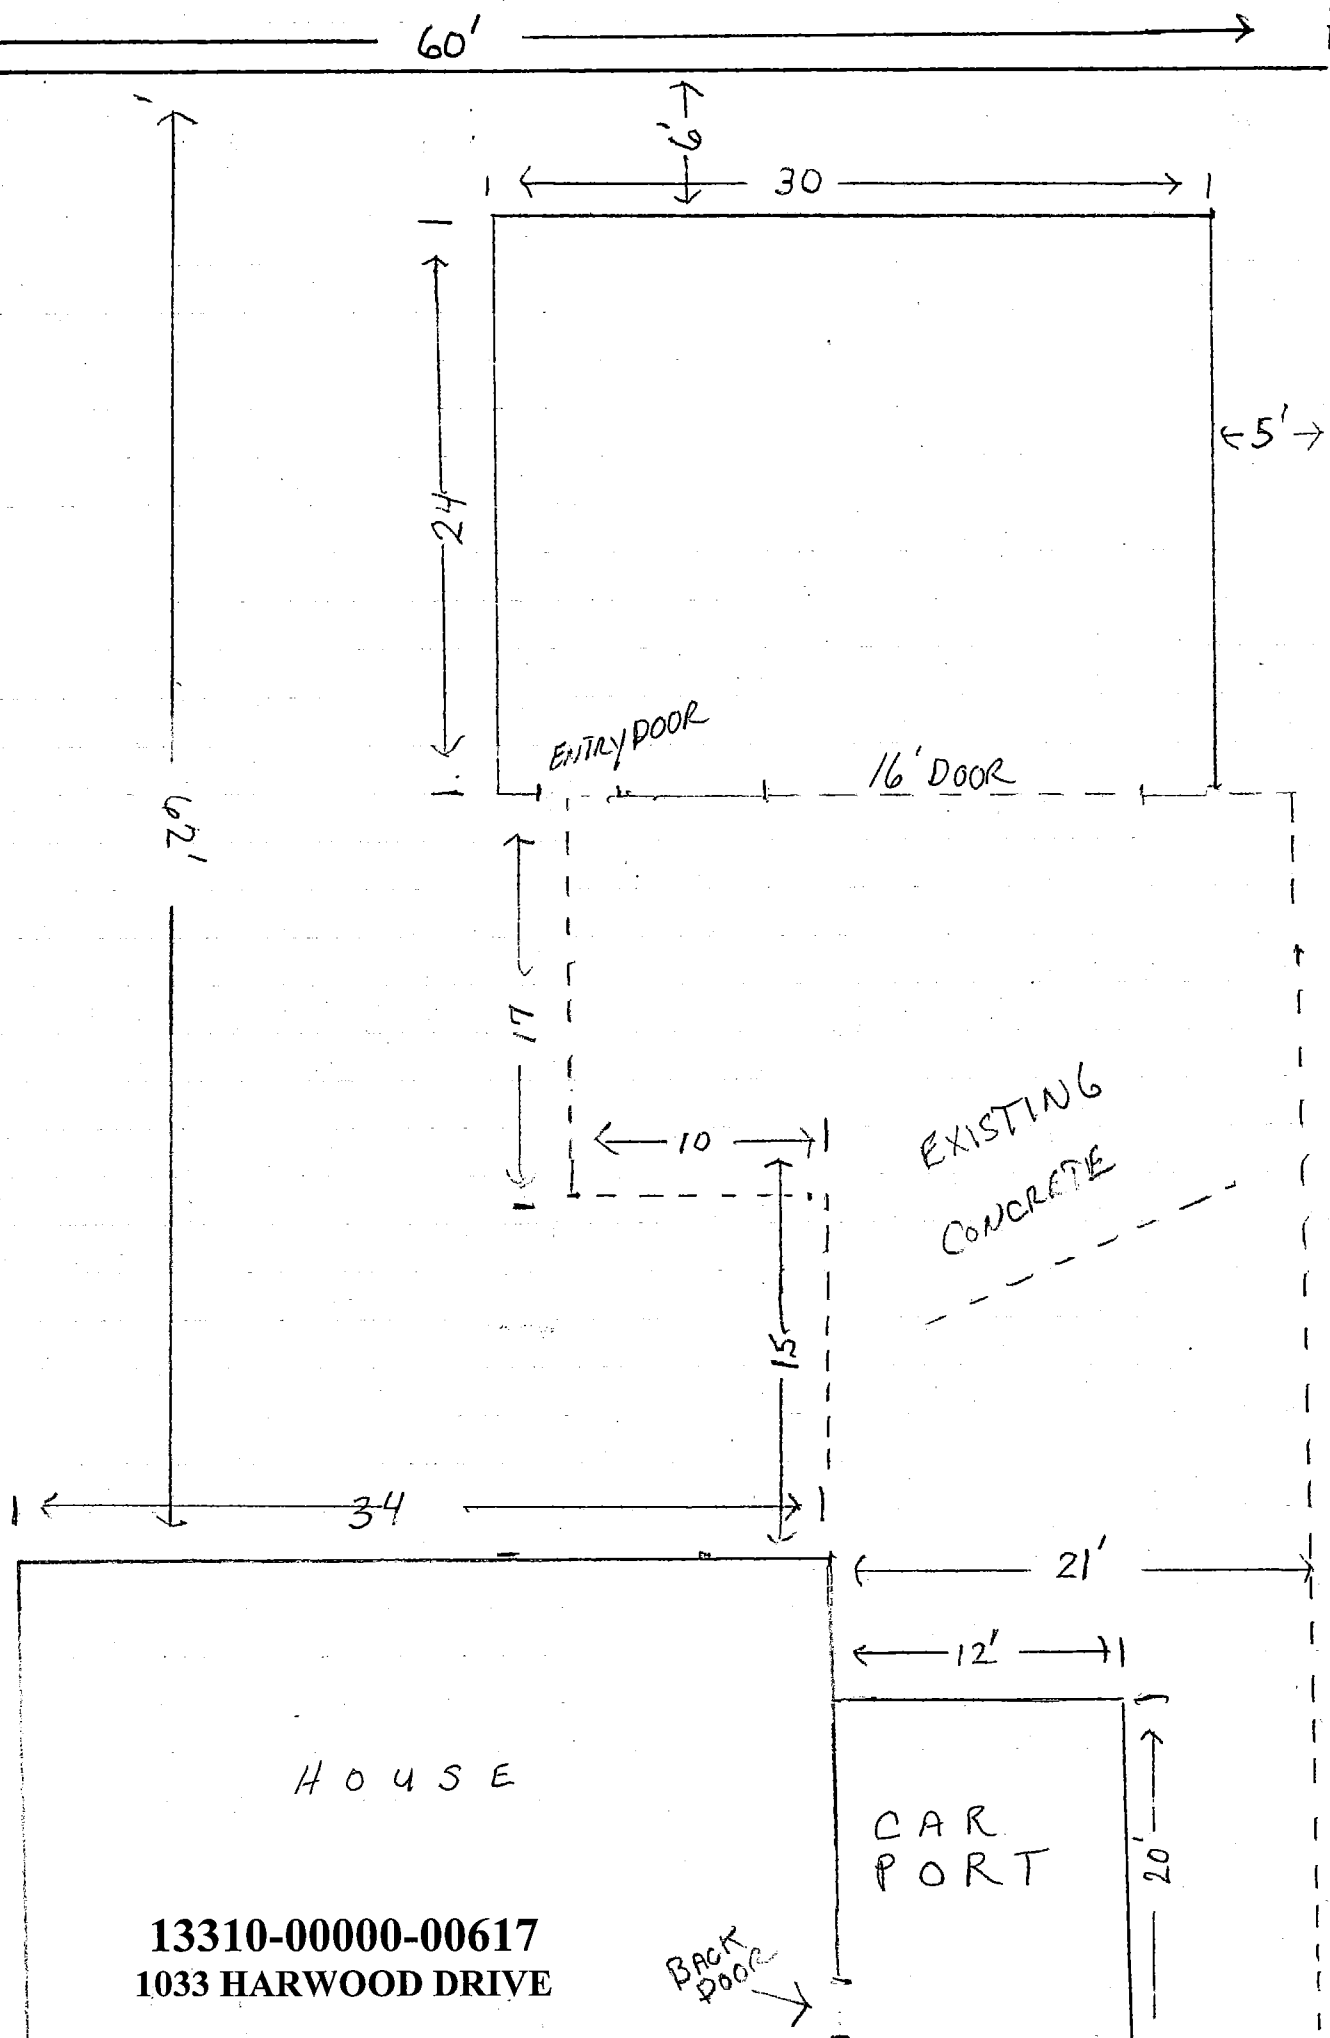 60'
6'
30
24
5'
ENTRY DOOR
16' DOOR
62'
17
10
EXISTING
CONCRETE
15
34
21'
12'
HOUSE
CAR
PORT
20'
13310-00000-00617
1033 HARWOOD DRIVE
BACK
DOOR